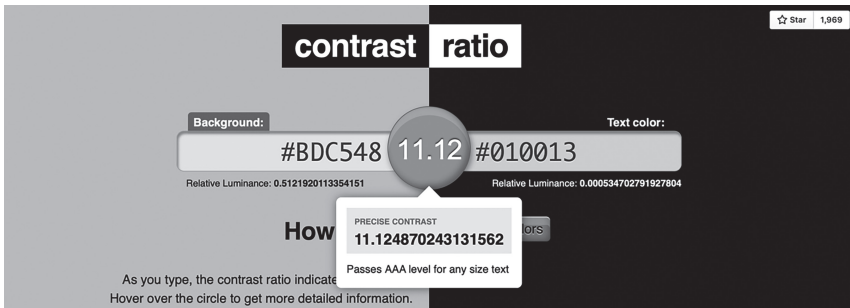 Star 1,969
contrast ratio
Background: Text color:
#BDC548 11.12 #010013
Relative Luminance: 0.5121920113354151 Relative Luminance: 0.000534702791927804
PRECISE CONTRAST
11.124870243131562
Passes AAA level for any size text
How lors
As you type, the contrast ratio indicate
Hover over the circle to get more detailed information.